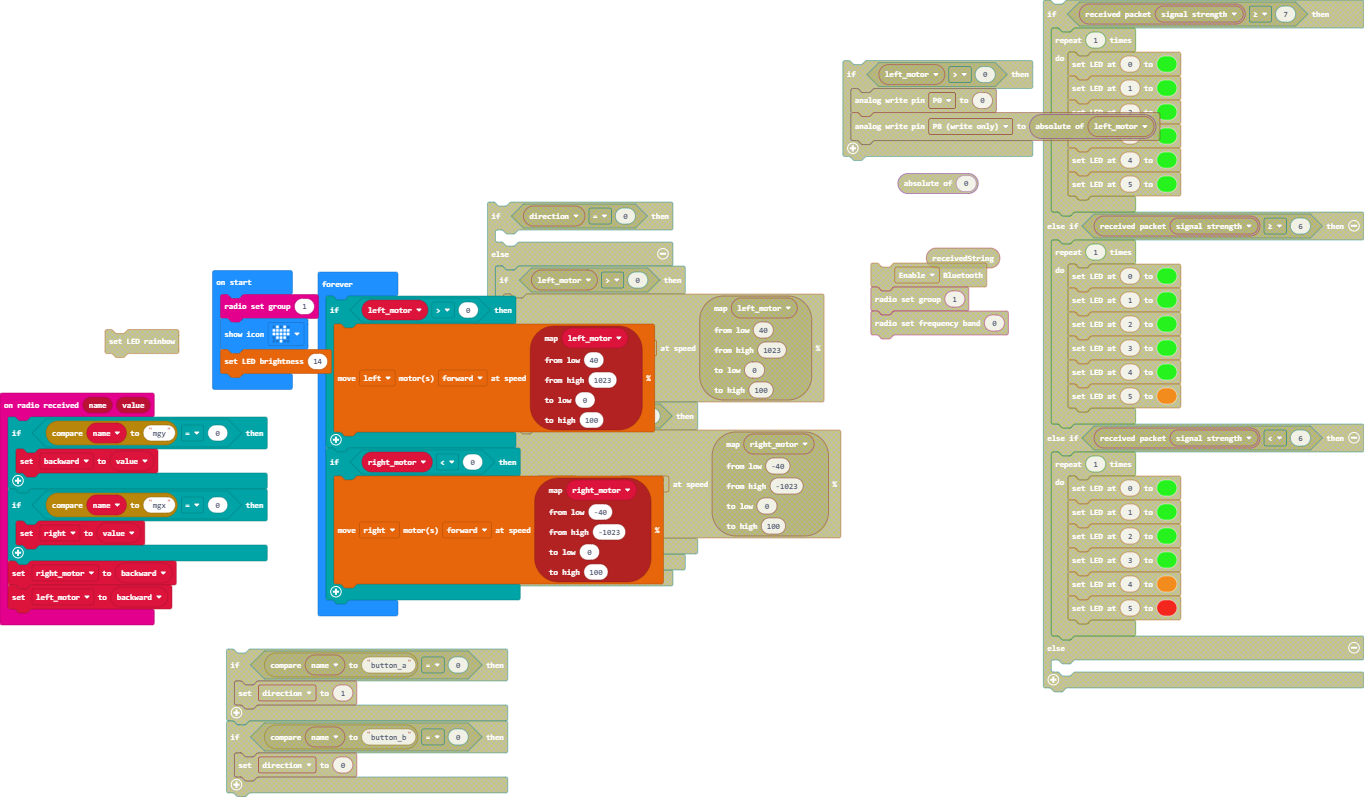 if received packet signal strength ≥ 7 then
repeat 1 times
do
set LED at 0 to
set LED at 1 to
set LED at 4 to
set LED at 5 to
else if received packet signal strength ≥ 6 then
repeat 1 times
do
set LED at 0 to
set LED at 1 to
set LED at 2 to
set LED at 3 to
set LED at 4 to
set LED at 5 to
else if received packet signal strength < 6 then
repeat 1 times
do
set LED at 0 to
set LED at 1 to
set LED at 2 to
set LED at 3 to
set LED at 4 to
set LED at 5 to
else
if left_motor > 0 then
analog write pin P0 to 0
analog write pin P8 (write only) to absolute of left_motor
absolute of 0
receivedString
Enable Bluetooth
radio set group 1
radio set frequency band 0
if direction = 0 then
else
if left_motor > 0 then
at speed map left_motor %
from low 40
from high 1023
to low 0
to high 100
then
at speed map right_motor %
from low -40
from high -1023
to low 0
to high 100
on start
radio set group 1
show icon
set LED brightness 14
forever
if left_motor > 0 then
move left motor(s) forward at speed map left_motor %
from low 40
from high 1023
to low 0
to high 100
if right_motor < 0 then
move right motor(s) forward at speed map right_motor %
from low -40
from high -1023
to low 0
to high 100
set LED rainbow
on radio received name value
if compare name to "mgy" = 0 then
set backward to value
if compare name to "mgx" = 0 then
set right to value
set right_motor to backward
set left_motor to backward
if compare name to "button_a" = 0 then
set direction to 1
if compare name to "button_b" = 0 then
set direction to 0